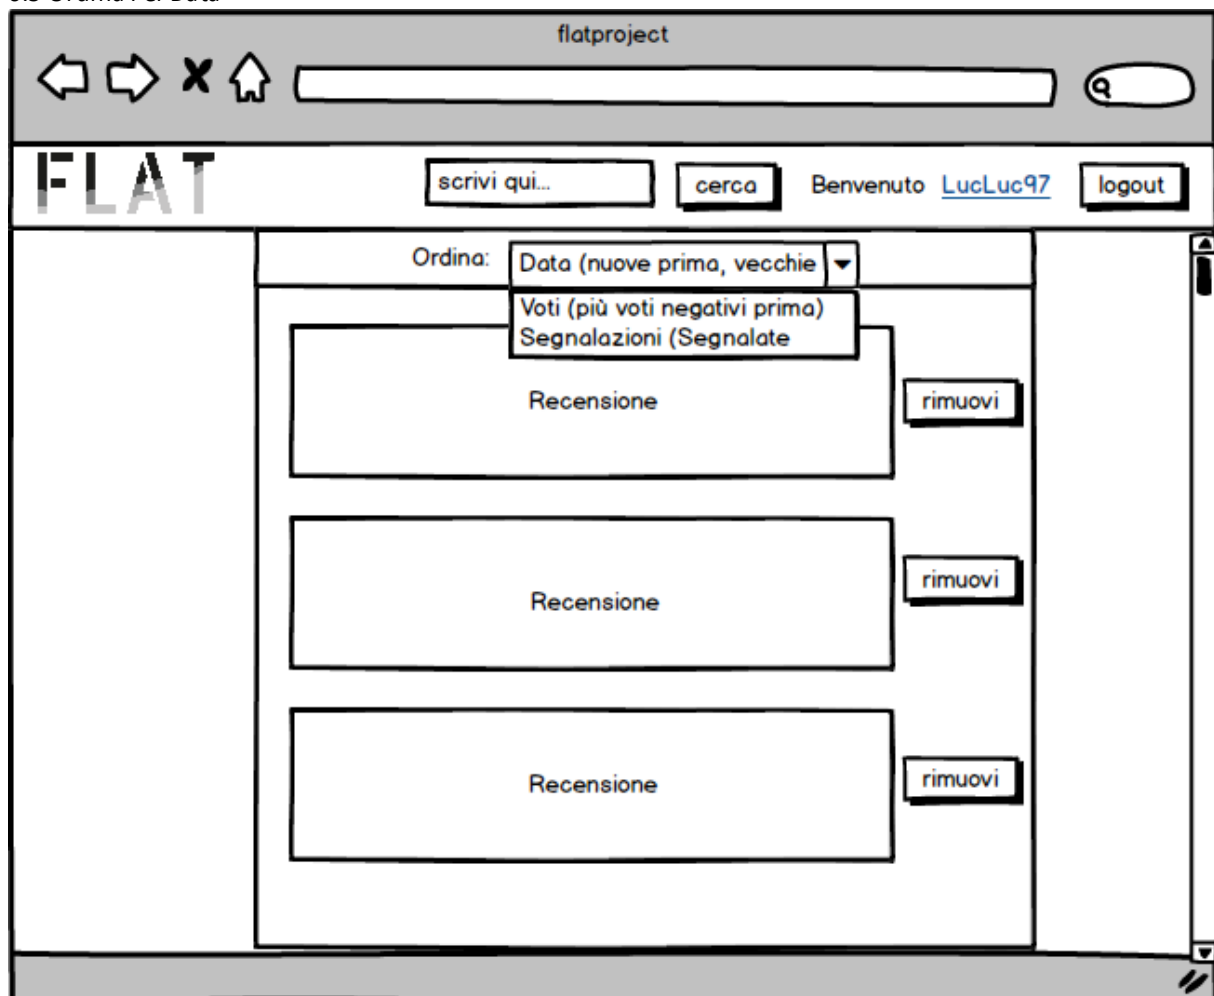 flatproject
FLAT
scrivi qui...
cerca
Benvenuto LucLuc97
logout
Ordina:
Data (nuove prima, vecchie
Voti (più voti negativi prima)
Segnalazioni (Segnalate
Recensione
rimuovi
Recensione
rimuovi
Recensione
rimuovi